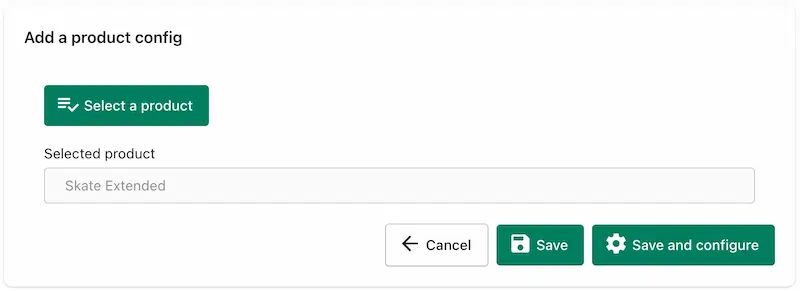 Add a product config
Select a product
Selected product
Skate Extended
Cancel
Save
Save and configure